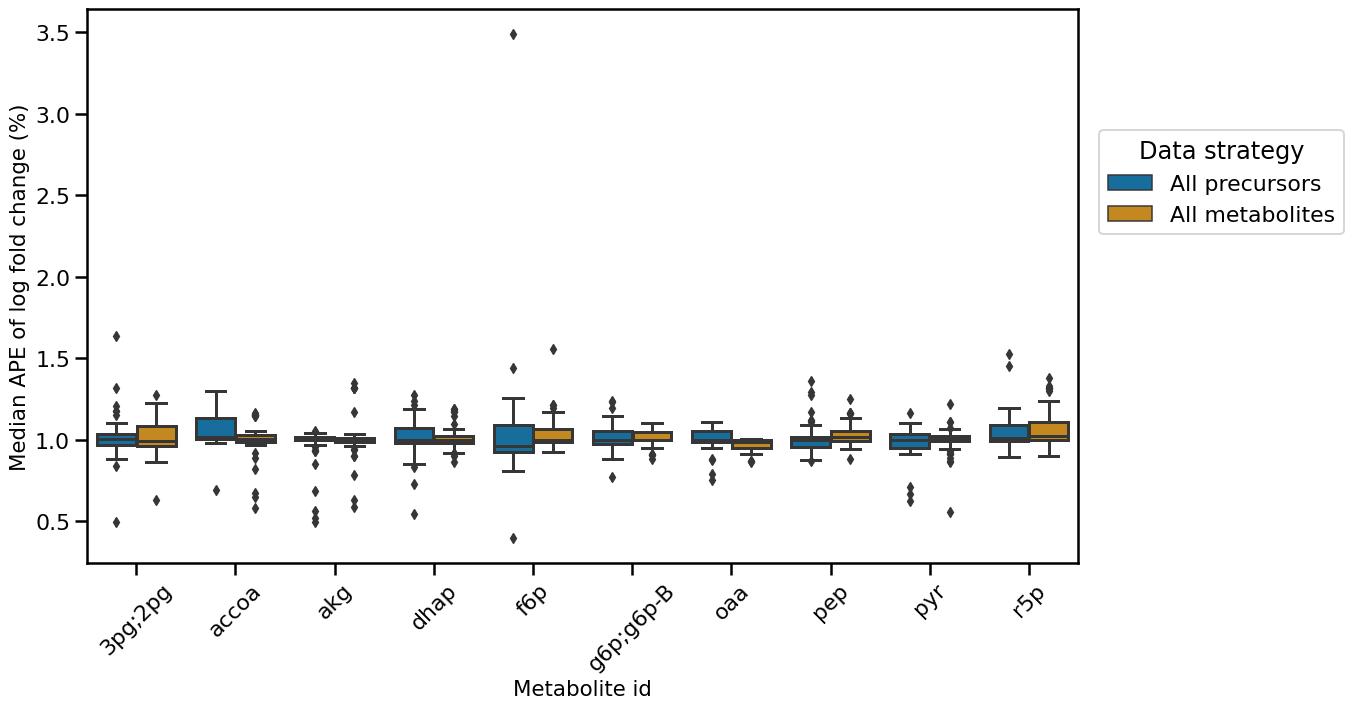 Median APE of log fold change (%)
3.5
3.0
2.5
2.0
1.5
1.0
0.5
3pg;2pg
accoa
akg
dhap
f6p
g6p;g6p-B
oaa
pep
pyr
r5p
Metabolite id
Data strategy
All precursors
All metabolites